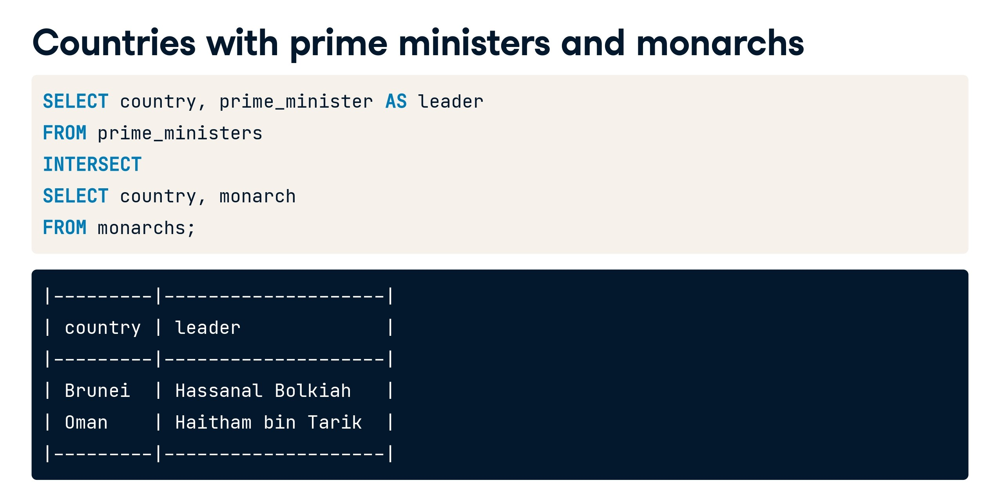 Countries with prime ministers and monarchs
SELECT country, prime_minister AS leader
FROM prime_ministers
INTERSECT
SELECT country, monarch
FROM monarchs;
|---------|--------------------|
| country | leader             |
|---------|--------------------|
| Brunei  | Hassanal Bolkiah   |
| Oman    | Haitham bin Tarik  |
|---------|--------------------|